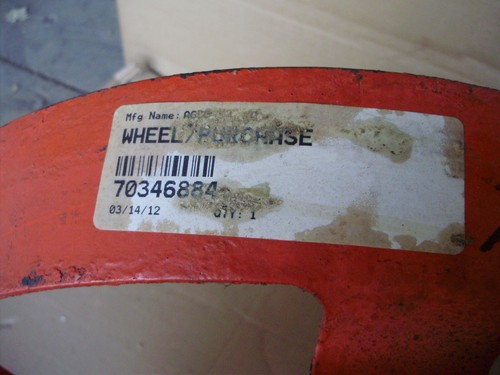 Mfg Name:
WHEEL/PURCHASE
70346884
03/14/12 QTY: 1